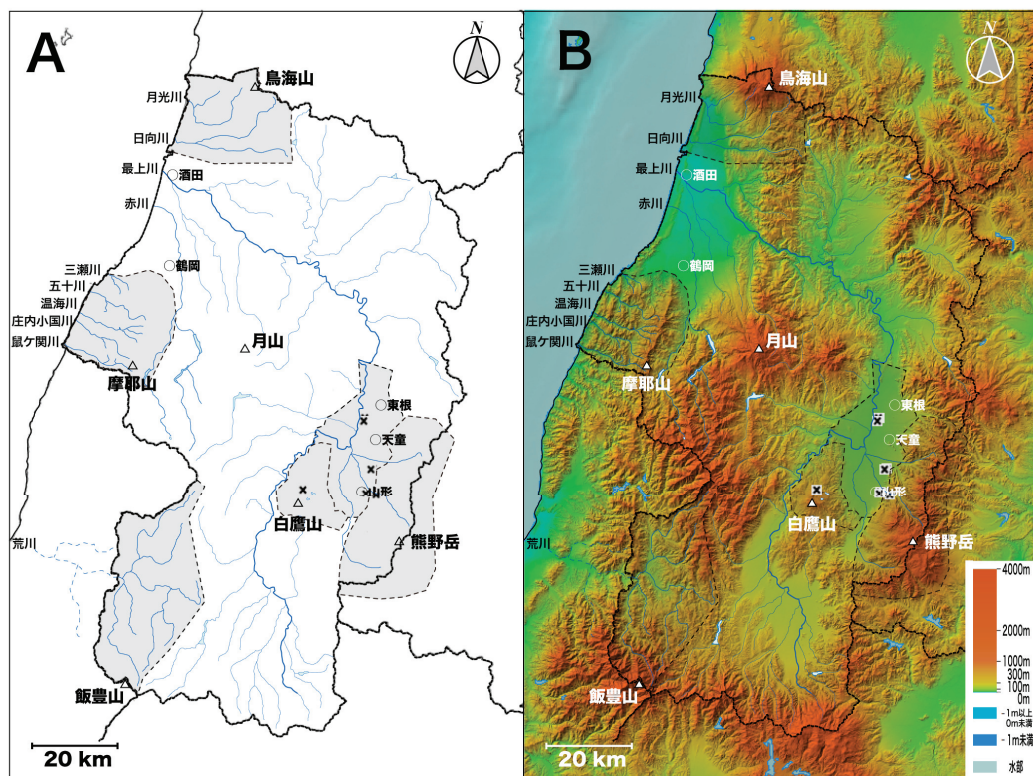 A
N
鳥海山
月光川
日向川
最上川
酒田
赤川
鶴岡
三瀬川
五十川
温海川
庄内小国川
鼠ケ関川
月山
摩耶山
東根
天童
山形
白鷹山
熊野岳
荒川
飯豊山
20 km
B
N
鳥海山
月光川
日向川
最上川
酒田
赤川
鶴岡
三瀬川
五十川
温海川
庄内小国川
鼠ケ関川
月山
摩耶山
東根
天童
山形
白鷹山
熊野岳
荒川
飯豊山
20 km
4000m
2000m
1000m
300m
100m
0m
-1m以上
0m未満
-1m未満
水部